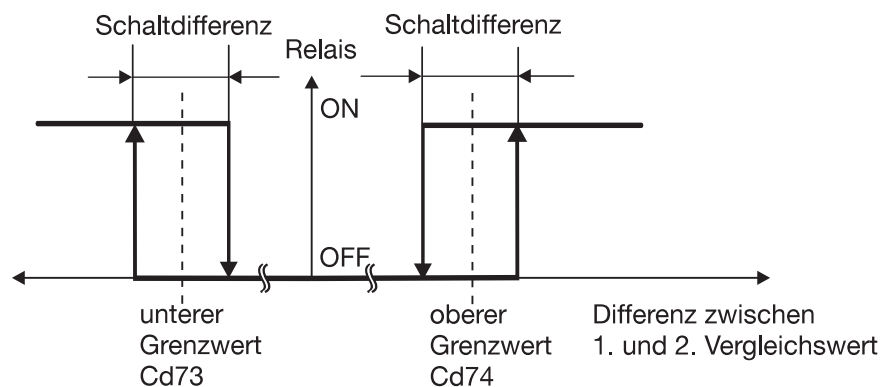 Schaltdifferenz
Schaltdifferenz
Relais
ON
OFF
unterer
Grenzwert
Cd73
oberer
Grenzwert
Cd74
Differenz zwischen
1. und 2. Vergleichswert